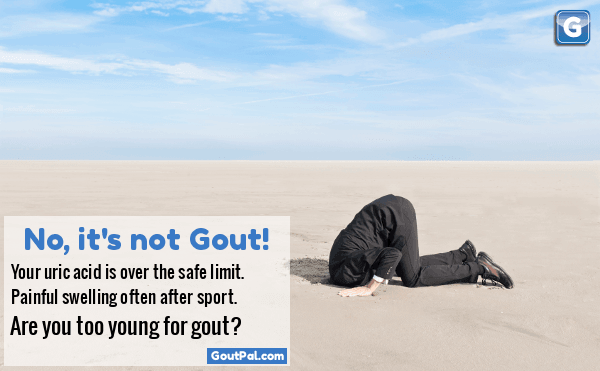 G
No, it's not Gout!
Your uric acid is over the safe limit.
Painful swelling often after sport.
Are you too young for gout?
GoutPal.com